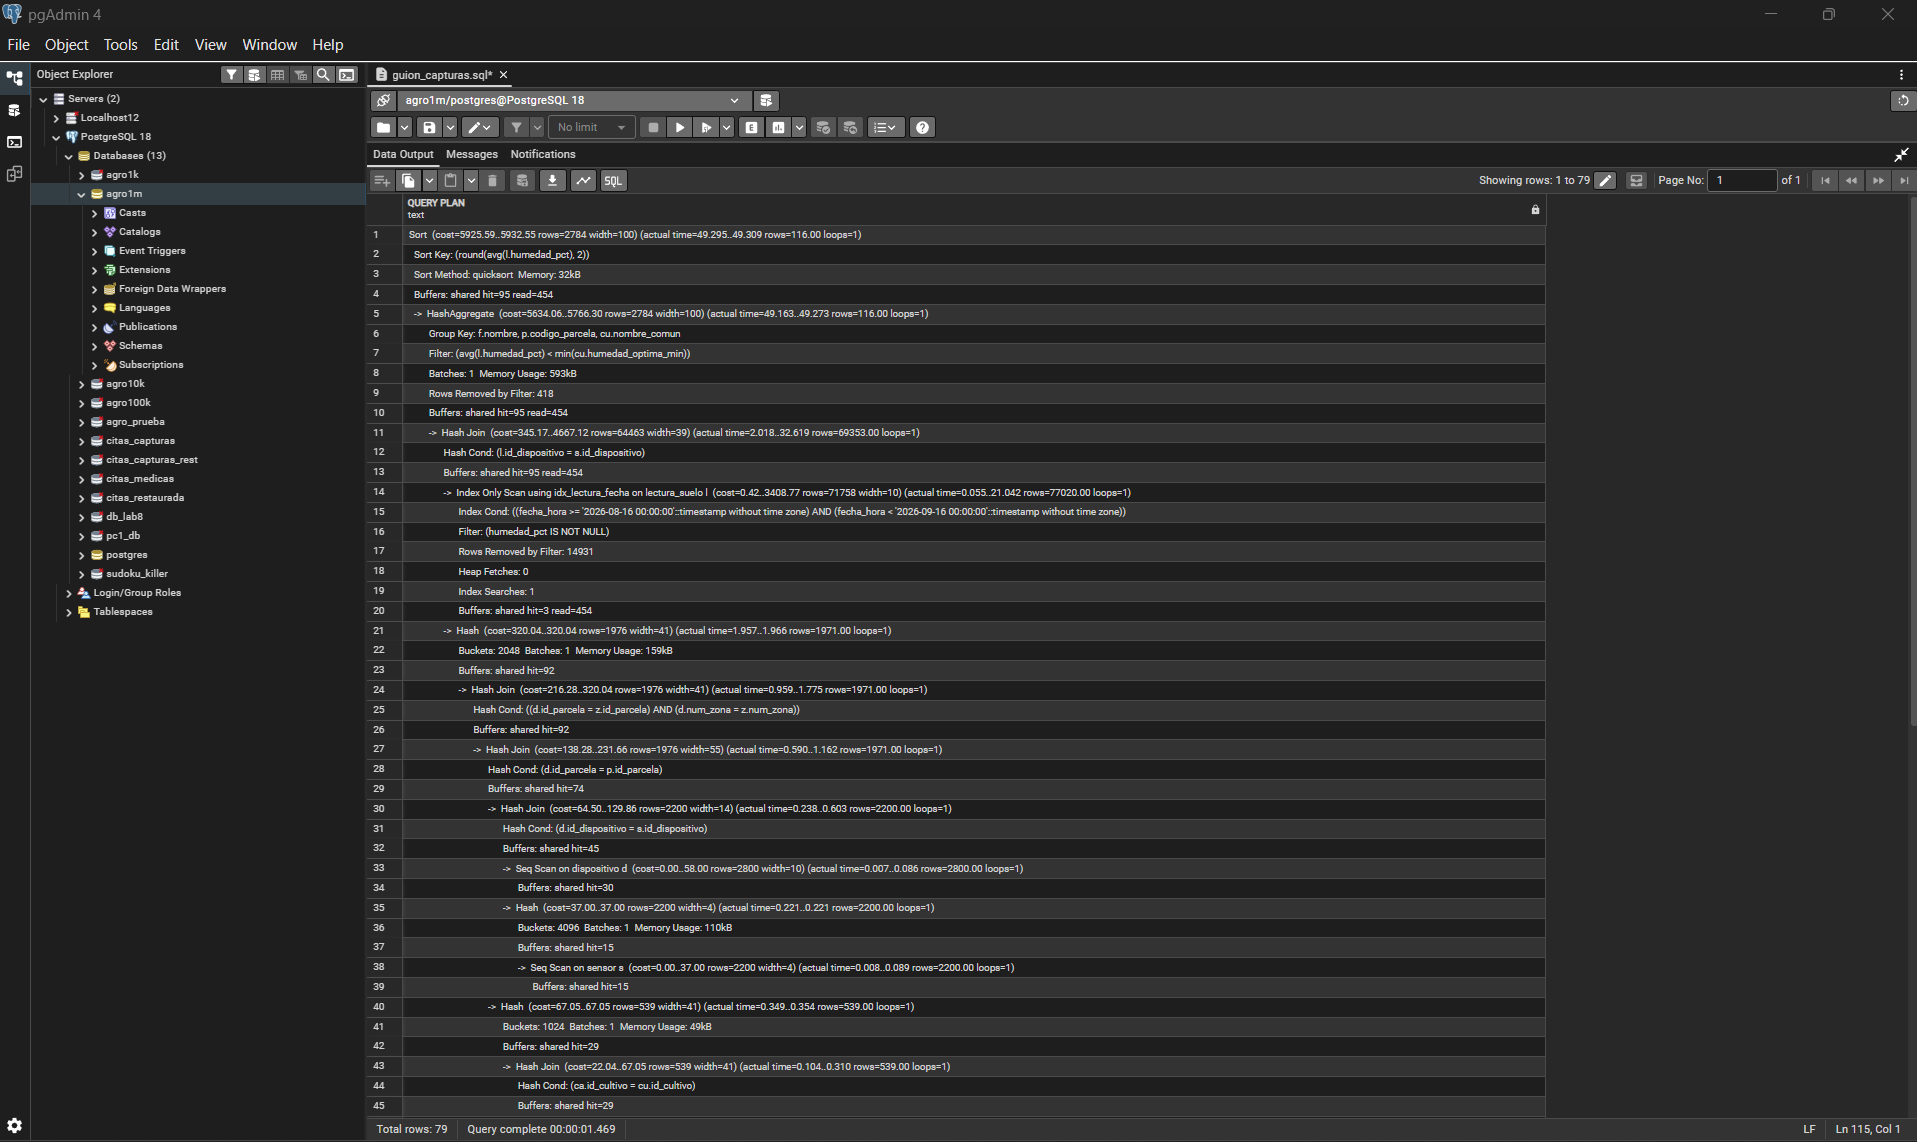 pgAdmin 4
File Object Tools Edit View Window Help
Object Explorer
guion_capturas.sql*
Servers (2)
Localhost12
PostgreSQL 18
Databases (13)
agro1k
agro1m
Casts
Catalogs
Event Triggers
Extensions
Foreign Data Wrappers
Languages
Publications
Schemas
Subscriptions
agro10k
agro100k
agro_prueba
citas_capturas
citas_capturas_rest
citas_medicas
citas_restaurada
db_lab8
pc1_db
postgres
sudoku_killer
Login/Group Roles
Tablespaces
agro1m/postgres@PostgreSQL 18
No limit
E
Data Output Messages Notifications
SQL
Showing rows: 1 to 79 Page No: 1 of 1
QUERY PLAN
text
1 Sort (cost=5925.59..5932.55 rows=2784 width=100) (actual time=49.295..49.309 rows=116.00 loops=1)
2 Sort Key: (round(avg(l.humedad_pct), 2))
3 Sort Method: quicksort Memory: 32kB
4 Buffers: shared hit=95 read=454
5 -> HashAggregate (cost=5634.06..5766.30 rows=2784 width=100) (actual time=49.163..49.273 rows=116.00 loops=1)
6 Group Key: f.nombre, p.codigo_parcela, cu.nombre_comun
7 Filter: (avg(l.humedad_pct) < min(cu.humedad_optima_min))
8 Batches: 1 Memory Usage: 593kB
9 Rows Removed by Filter: 418
10 Buffers: shared hit=95 read=454
11 -> Hash Join (cost=345.17..4667.12 rows=64463 width=39) (actual time=2.018..32.619 rows=69353.00 loops=1)
12 Hash Cond: (l.id_dispositivo = s.id_dispositivo)
13 Buffers: shared hit=95 read=454
14 -> Index Only Scan using idx_lectura_fecha on lectura_suelo l (cost=0.42..3408.77 rows=71758 width=10) (actual time=0.055..21.042 rows=77020.00 loops=1)
15 Index Cond: ((fecha_hora >= '2026-08-16 00:00:00'::timestamp without time zone) AND (fecha_hora < '2026-09-16 00:00:00'::timestamp without time zone))
16 Filter: (humedad_pct IS NOT NULL)
17 Rows Removed by Filter: 14931
18 Heap Fetches: 0
19 Index Searches: 1
20 Buffers: shared hit=3 read=454
21 -> Hash (cost=320.04..320.04 rows=1976 width=41) (actual time=1.957..1.966 rows=1971.00 loops=1)
22 Buckets: 2048 Batches: 1 Memory Usage: 159kB
23 Buffers: shared hit=92
24 -> Hash Join (cost=216.28..320.04 rows=1976 width=41) (actual time=0.959..1.775 rows=1971.00 loops=1)
25 Hash Cond: ((d.id_parcela = z.id_parcela) AND (d.num_zona = z.num_zona))
26 Buffers: shared hit=92
27 -> Hash Join (cost=138.28..231.66 rows=1976 width=55) (actual time=0.590..1.162 rows=1971.00 loops=1)
28 Hash Cond: (d.id_parcela = p.id_parcela)
29 Buffers: shared hit=74
30 -> Hash Join (cost=64.50..129.86 rows=2200 width=14) (actual time=0.238..0.603 rows=2200.00 loops=1)
31 Hash Cond: (d.id_dispositivo = s.id_dispositivo)
32 Buffers: shared hit=45
33 -> Seq Scan on dispositivo d (cost=0.00..58.00 rows=2800 width=10) (actual time=0.007..0.086 rows=2800.00 loops=1)
34 Buffers: shared hit=30
35 -> Hash (cost=37.00..37.00 rows=2200 width=4) (actual time=0.221..0.221 rows=2200.00 loops=1)
36 Buckets: 4096 Batches: 1 Memory Usage: 110kB
37 Buffers: shared hit=15
38 -> Seq Scan on sensor s (cost=0.00..37.00 rows=2200 width=4) (actual time=0.008..0.089 rows=2200.00 loops=1)
39 Buffers: shared hit=15
40 -> Hash (cost=67.05..67.05 rows=539 width=41) (actual time=0.349..0.354 rows=539.00 loops=1)
41 Buckets: 1024 Batches: 1 Memory Usage: 49kB
42 Buffers: shared hit=29
43 -> Hash Join (cost=22.04..67.05 rows=539 width=41) (actual time=0.104..0.310 rows=539.00 loops=1)
44 Hash Cond: (ca.id_cultivo = cu.id_cultivo)
45 Buffers: shared hit=29
Total rows: 79 Query complete 00:00:01.469 LF Ln 115, Col 1